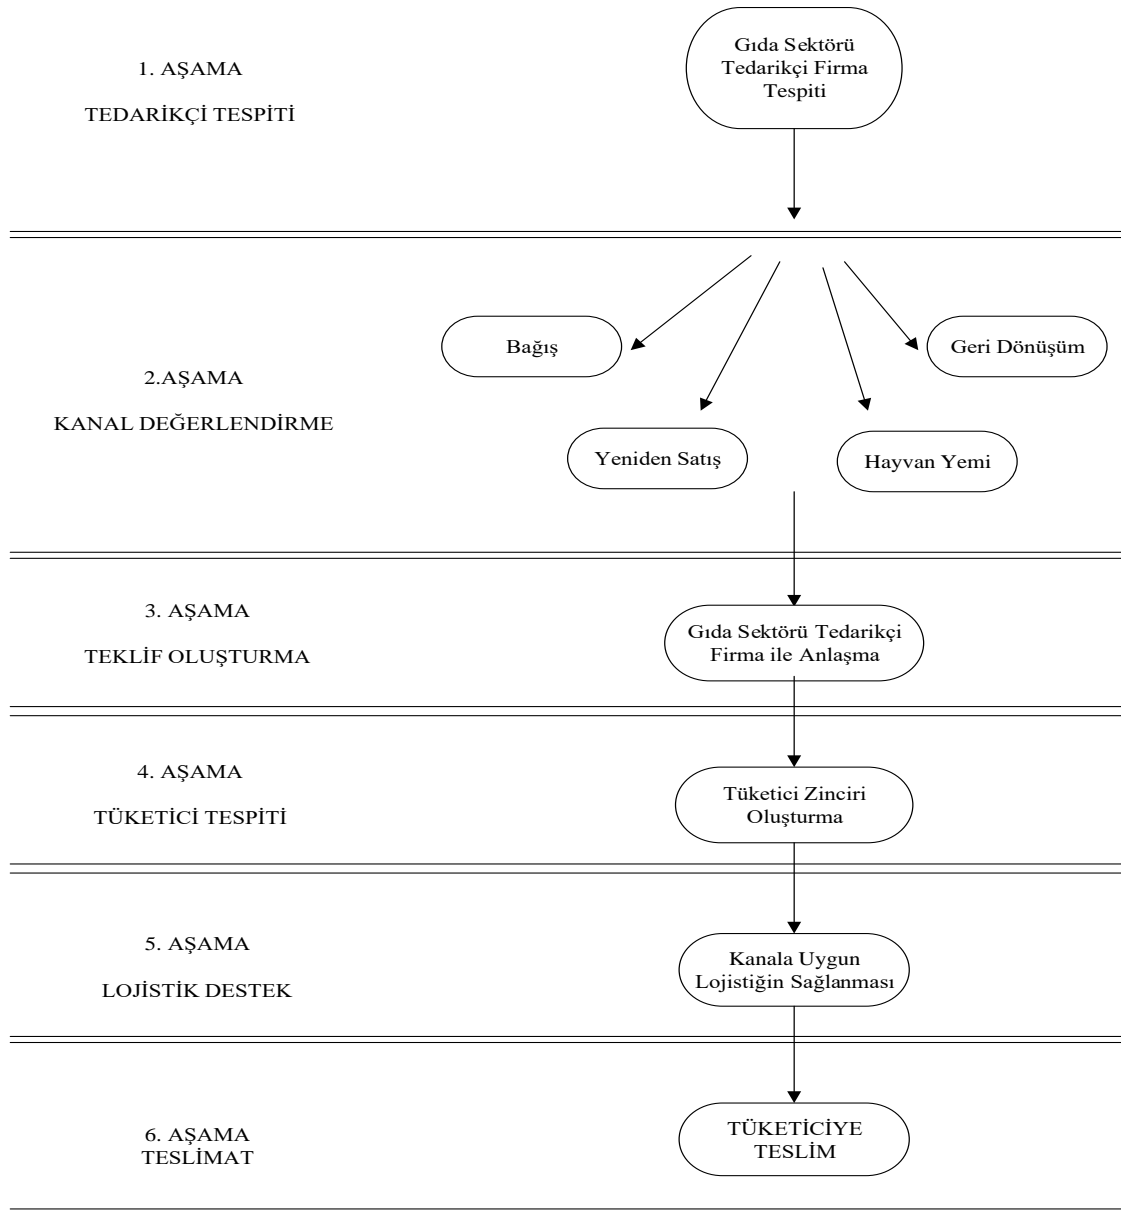 1. AŞAMA
TEDARİKÇİ TESPİTİ
Gıda Sektörü
Tedarikçi Firma
Tespiti
2.AŞAMA
KANAL DEĞERLENDİRME
Bağış
Geri Dönüşüm
Yeniden Satış
Hayvan Yemi
3. AŞAMA
TEKLİF OLUŞTURMA
Gıda Sektörü Tedarikçi
Firma ile Anlaşma
4. AŞAMA
TÜKETİCİ TESPİTİ
Tüketici Zinciri
Oluşturma
5. AŞAMA
LOJİSTİK DESTEK
Kanala Uygun
Lojistiğin Sağlanması
6. AŞAMA
TESLİMAT
TÜKETİCİYE
TESLİM